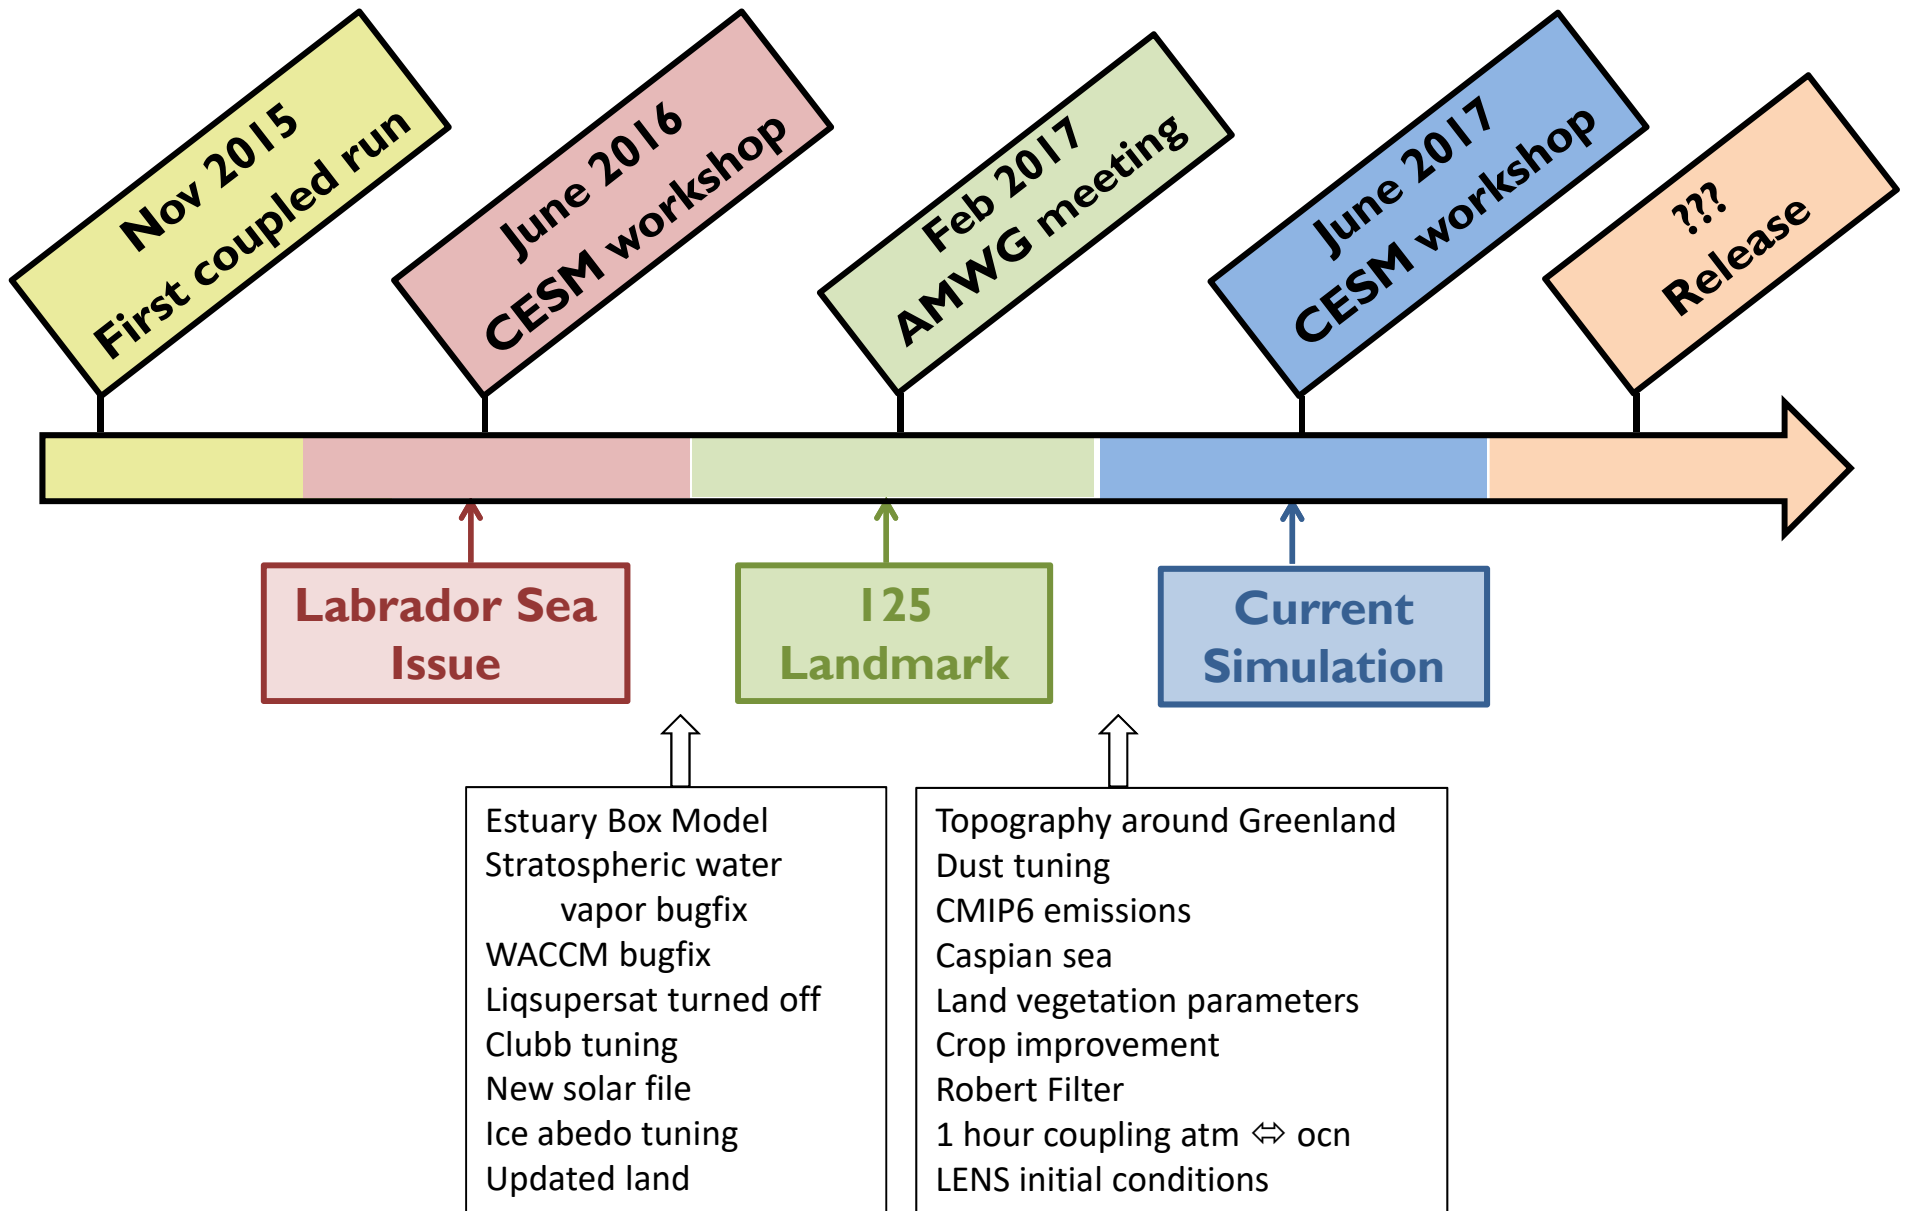 Nov 2015
First coupled run
June 2016
CESM workshop
Feb 2017
AMWG meeting
June 2017
CESM workshop
???
Release
Labrador Sea
Issue
125
Landmark
Current
Simulation
Estuary Box Model
Stratospheric water
vapor bugfix
WACCM bugfix
Liqsupersat turned off
Clubb tuning
New solar file
Ice abedo tuning
Updated land
Topography around Greenland
Dust tuning
CMIP6 emissions
Caspian sea
Land vegetation parameters
Crop improvement
Robert Filter
1 hour coupling atm ⇔ ocn
LENS initial conditions